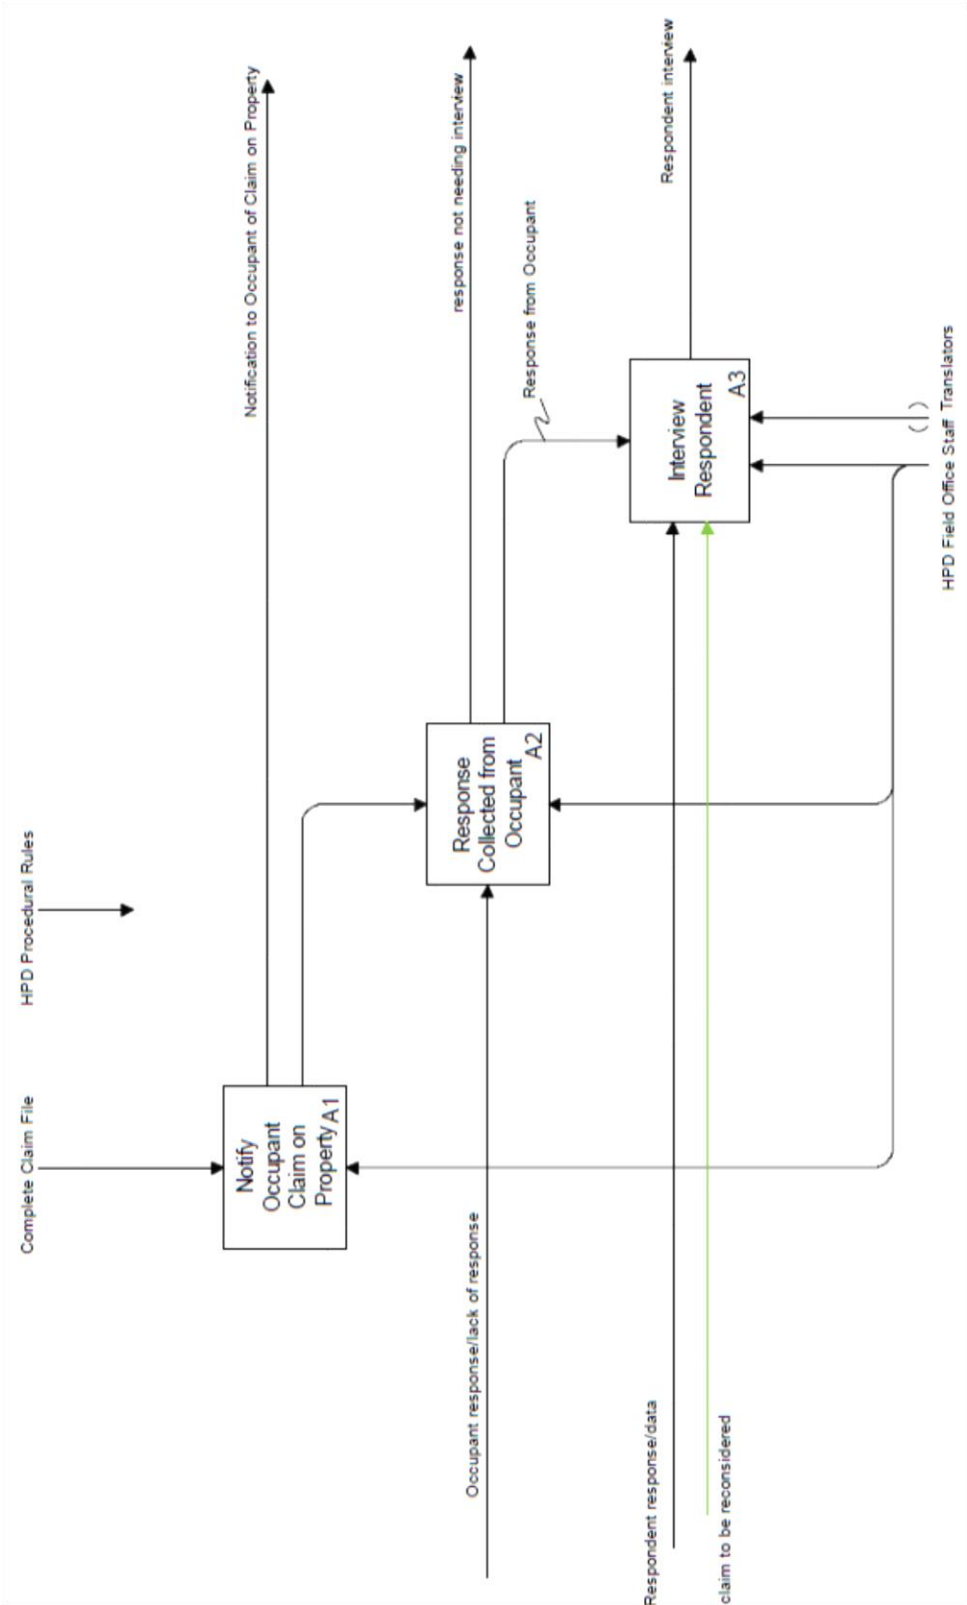 Complete Claim File
HPD Procedural Rules
Notification to Occupant of Claim on Property
Notify
Occupant
Claim on
Property
A1
response not needing interview
Occupant response/lack of response
Response
Collected from
Occupant
A2
Response from Occupant
Respondent interview
Respondent response/data
claim to be reconsidered
Interview
Respondent
A3
( )
HPD Field Office Staff
Translators